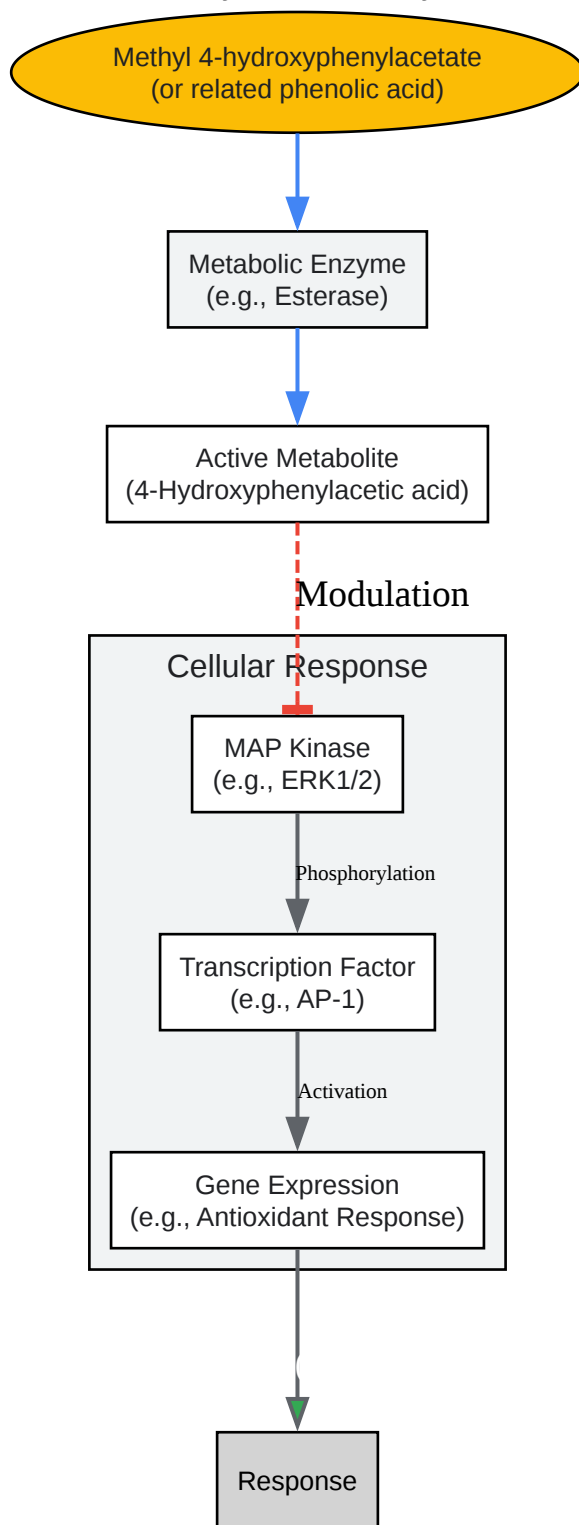 Methyl 4-hydroxyphenylacetate
(or related phenolic acid)
Metabolic Enzyme
(e.g., Esterase)
Active Metabolite
(4-Hydroxyphenylacetic acid)
Modulation
Cellular Response
MAP Kinase
(e.g., ERK1/2)
Phosphorylation
Transcription Factor
(e.g., AP-1)
Activation
Gene Expression
(e.g., Antioxidant Response)
Response